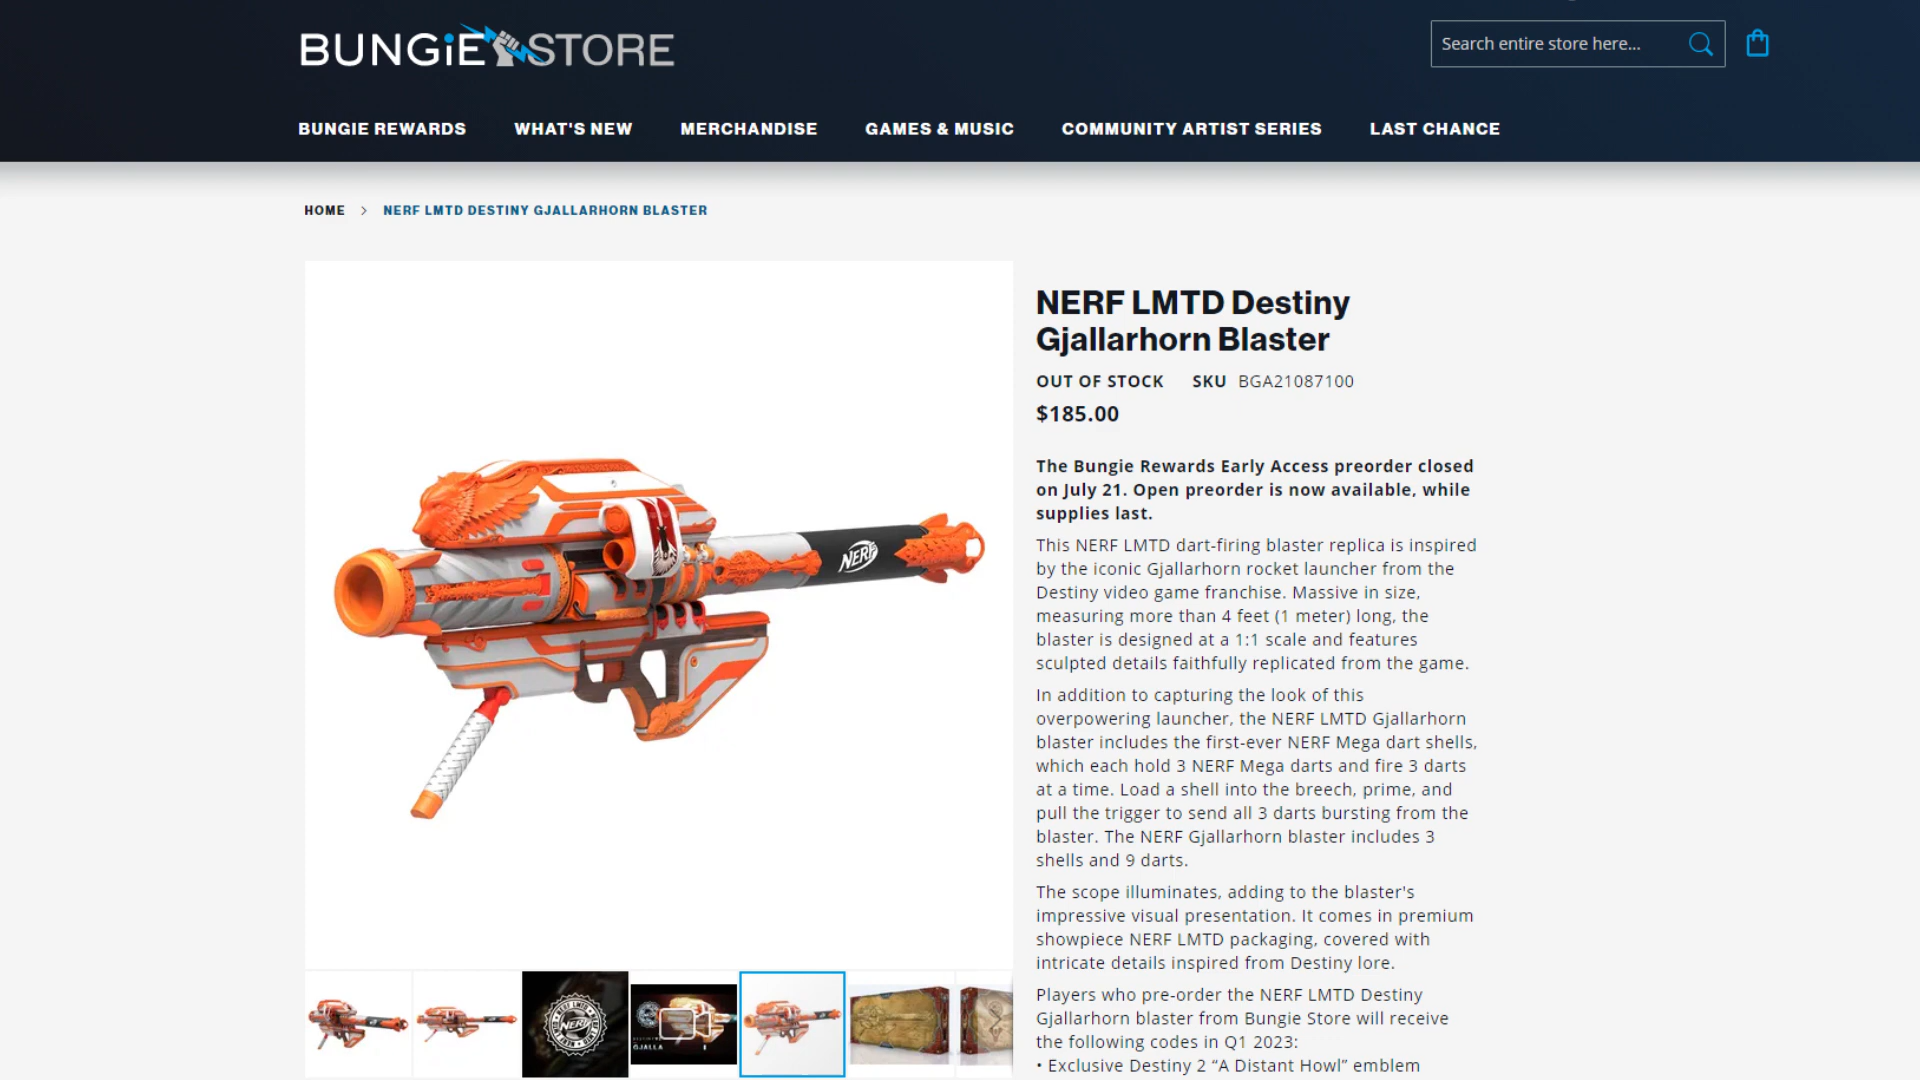 BUNGiE STORE
Search entire store here...
BUNGIE REWARDS WHAT'S NEW MERCHANDISE GAMES & MUSIC COMMUNITY ARTIST SERIES LAST CHANCE
HOME > NERF LMTD DESTINY GJALLARHORN BLASTER
NERF LMTD Destiny
Gjallarhorn Blaster
OUT OF STOCK SKU BGA21087100
$185.00
The Bungie Rewards Early Access preorder closed
on July 21. Open preorder is now available, while
supplies last.
This NERF LMTD dart-firing blaster replica is inspired
by the iconic Gjallarhorn rocket launcher from the
Destiny video game franchise. Massive in size,
measuring more than 4 feet (1 meter) long, the
blaster is designed at a 1:1 scale and features
sculpted details faithfully replicated from the game.
In addition to capturing the look of this
overpowering launcher, the NERF LMTD Gjallarhorn
blaster includes the first-ever NERF Mega dart shells,
which each hold 3 NERF Mega darts and fire 3 darts
at a time. Load a shell into the breech, prime, and
pull the trigger to send all 3 darts bursting from the
blaster. The NERF Gjallarhorn blaster includes 3
shells and 9 darts.
The scope illuminates, adding to the blaster's
impressive visual presentation. It comes in premium
showpiece NERF LMTD packaging, covered with
intricate details inspired from Destiny lore.
Players who pre-order the NERF LMTD Destiny
Gjallarhorn blaster from Bungie Store will receive
the following codes in Q1 2023:
• Exclusive Destiny 2 “A Distant Howl” emblem
NERF
NERF
GJALLA